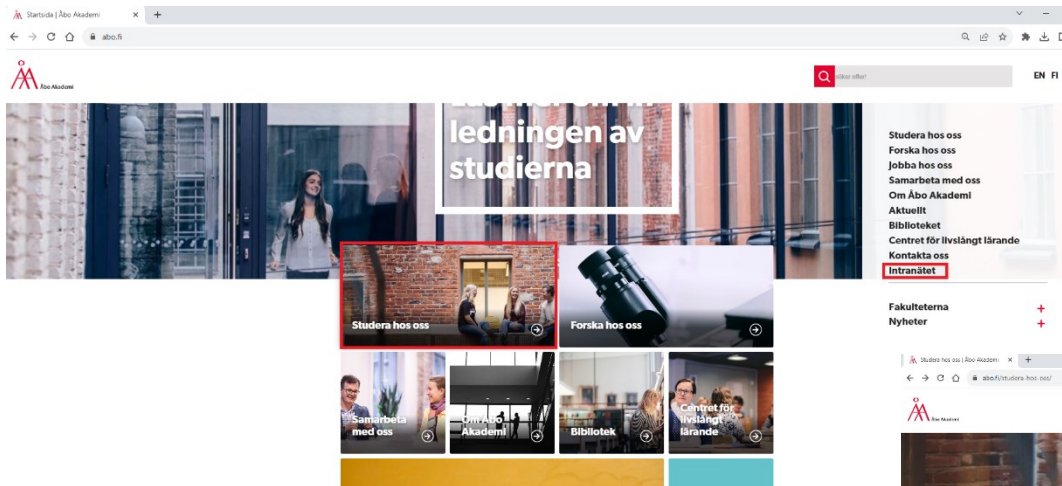 Startsida | Åbo Akademi
abo.fi
Åbo Akademi
söker efter!
EN FI
ledningen av
studierna
Studera hos oss
Forska hos oss
Jobba hos oss
Samarbeta med oss
Om Åbo Akademi
Aktuellt
Biblioteket
Centret för livslångt lärande
Kontakta oss
Intranätet
Fakulteterna
Nyheter
Studera hos oss
Forska hos oss
Samarbeta
med oss
Om Åbo
Akademi
Bibliotek
Centret för
livslångt
lärande
Studera hos oss | Åbo Akademi
abo.fi/studera-hos-oss/
Åbo Akademi